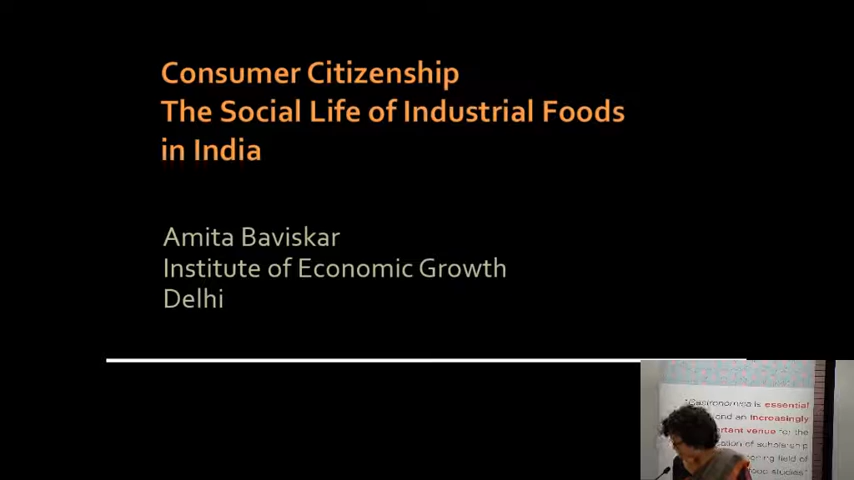 Consumer Citizenship
The Social Life of Industrial Foods
in India
Amita Baviskar
Institute of Economic Growth
Delhi
"Gastronomica is essential
and an increasingly
venue for the
of scholarship
field of
studies"